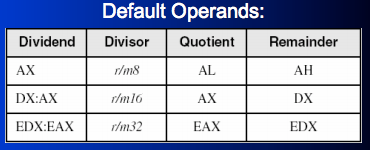 Default Operands:
Dividend Divisor Quotient Remainder
AX r/m8 AL AH
DX:AX r/m16 AX DX
EDX:EAX r/m32 EAX EDX